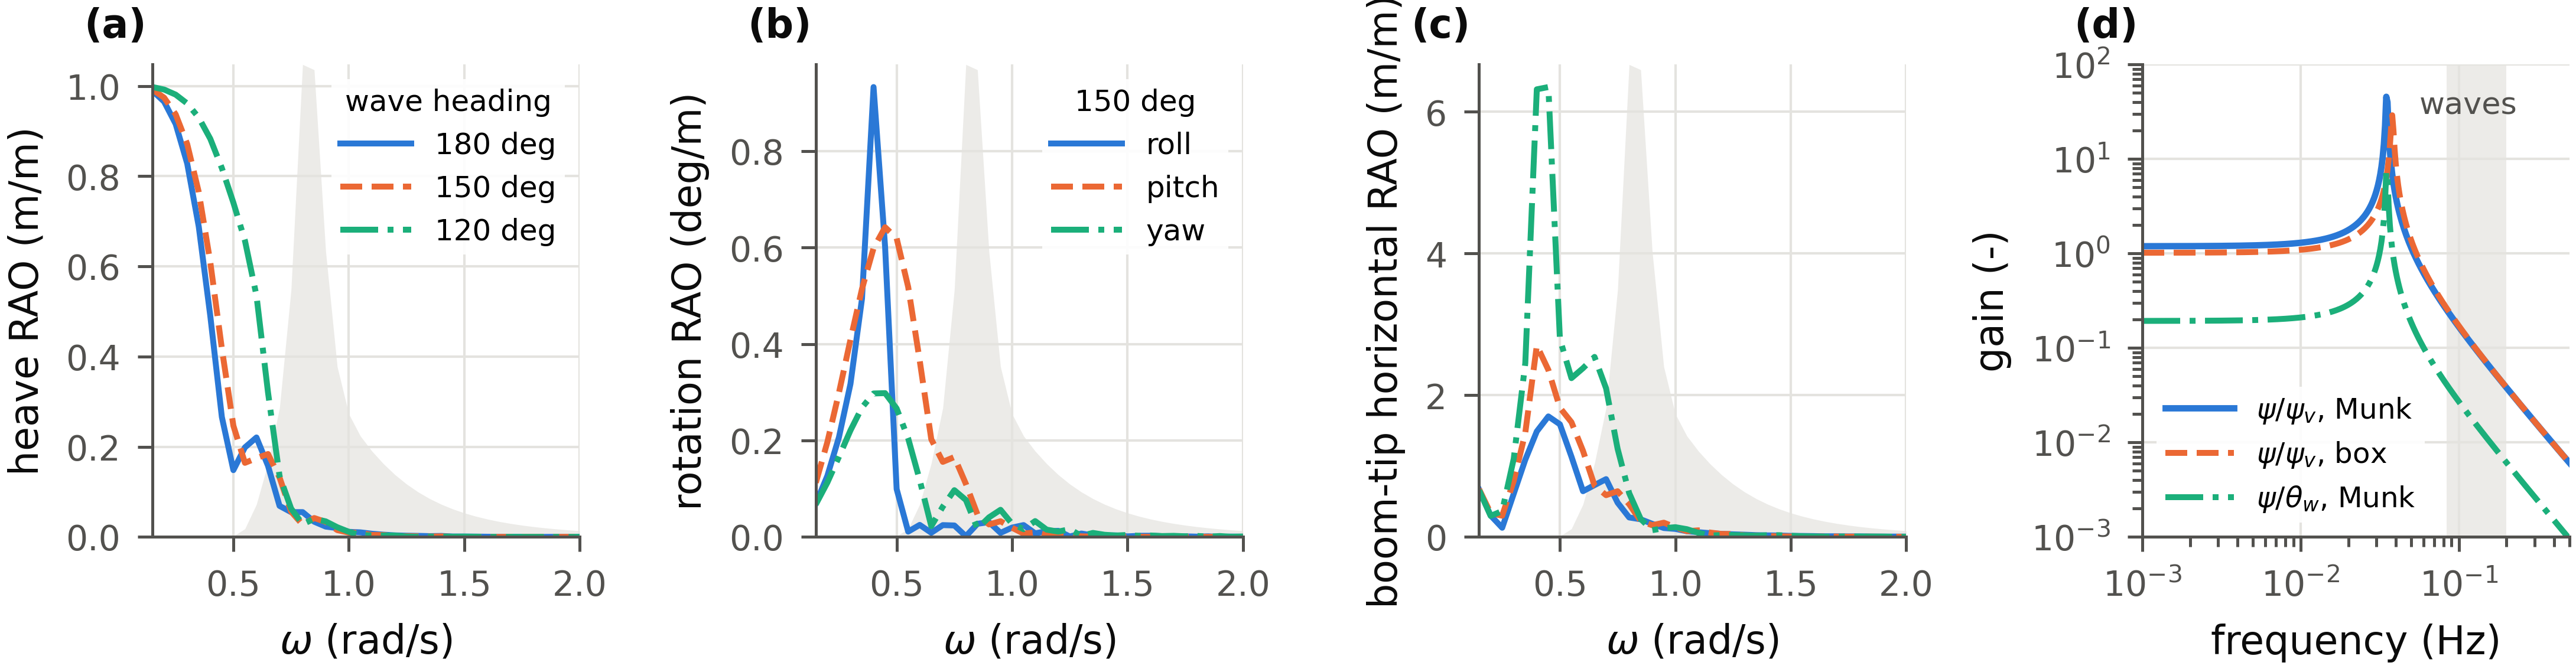 (a)
heave RAO (m/m)
1.0
0.8
0.6
0.4
0.2
0.0
wave heading
180 deg
150 deg
120 deg
0.5 1.0 1.5 2.0
ω (rad/s)
(b)
rotation RAO (deg/m)
0.8
0.6
0.4
0.2
0.0
150 deg
roll
pitch
yaw
0.5 1.0 1.5 2.0
ω (rad/s)
(c)
boom-tip horizontal RAO (m/m)
6
4
2
0
0.5 1.0 1.5 2.0
ω (rad/s)
(d)
gain (-)
10²
10¹
10⁰
10⁻¹
10⁻²
10⁻³
waves
ψ/ψᵥ, Munk
ψ/ψᵥ, box
ψ/θ_w, Munk
10⁻³ 10⁻² 10⁻¹
frequency (Hz)